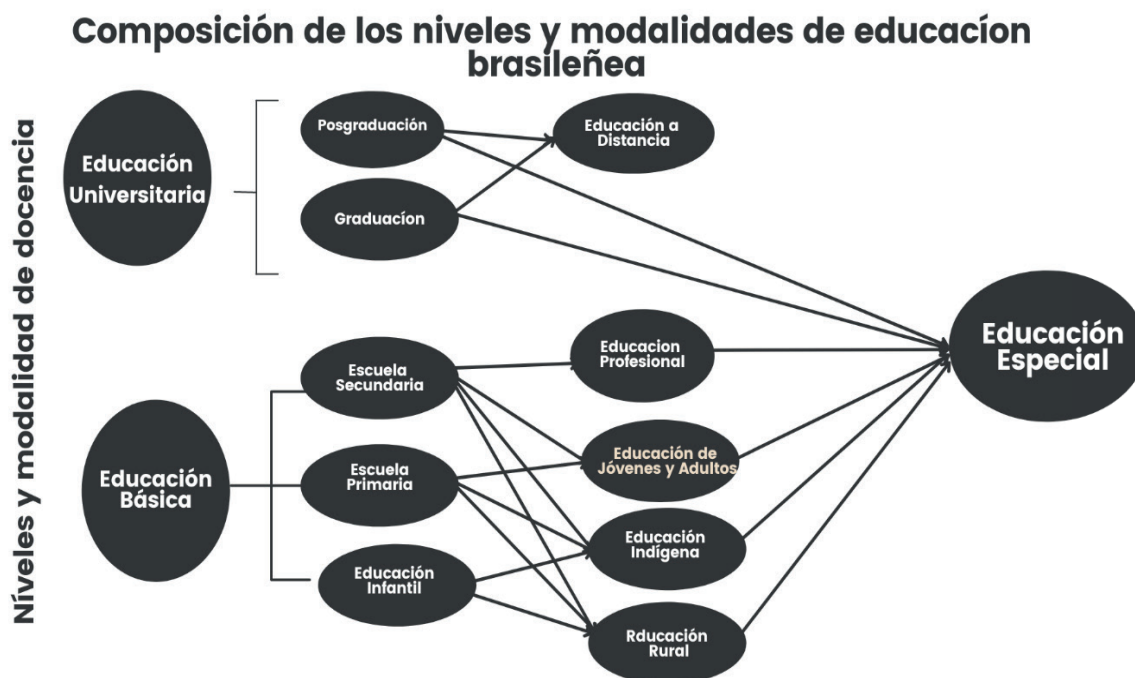 Composición de los niveles y modalidades de educacíon
brasileñea
Níveles y modalidad de docencia
Educación
Universitaria
Posgraduación
Graduacíon
Educación a
Distancia
Educación
Especial
Educación
Básica
Escuela
Secundaria
Escuela
Primaria
Educación
Infantil
Educacion
Profesional
Educación de
Jóvenes y Adultos
Educación
Indígena
Rducación
Rural